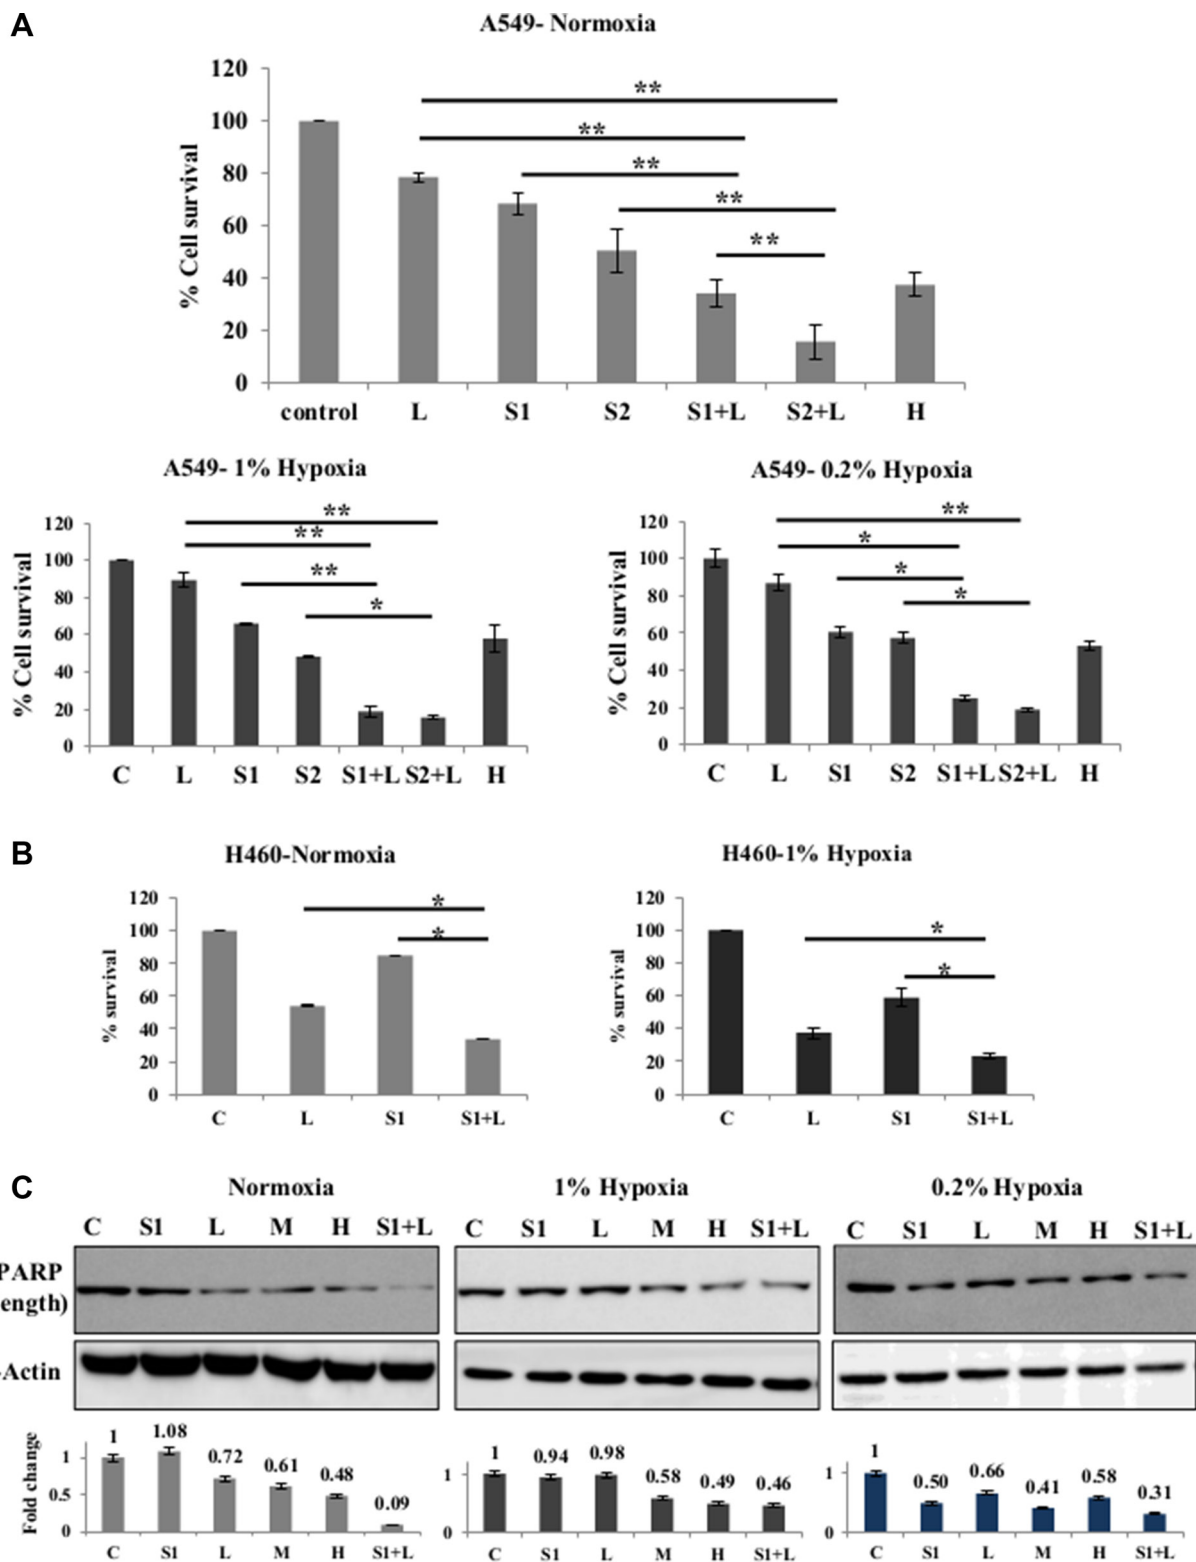 A
A549- Normoxia
120
100
80
60
40
20
0
% Cell survival
**
**
**
**
**
control L S1 S2 S1+L S2+L H
A549- 1% Hypoxia
120
100
80
60
40
20
0
% Cell survival
**
**
**
*
C L S1 S2 S1+L S2+L H
A549- 0.2% Hypoxia
120
100
80
60
40
20
0
% Cell survival
**
*
*
*
C L S1 S2 S1+L S2+L H
B
H460-Normoxia
120
100
80
60
40
20
0
% survival
*
*
C L S1 S1+L
H460-1% Hypoxia
120
100
80
60
40
20
0
% survival
*
*
C L S1 S1+L
C
Normoxia 1% Hypoxia 0.2% Hypoxia
C S1 L M H S1+L C S1 L M H S1+L C S1 L M H S1+L
PARP
ength)
-Actin
Fold change
1
0.5
0
1 1.08 0.72 0.61 0.48 0.09
C S1 L M H S1+L
1
0
1 0.94 0.98 0.58 0.49 0.46
C S1 L M H S1+L
1
0
1 0.50 0.66 0.41 0.58 0.31
C S1 L M H S1+L